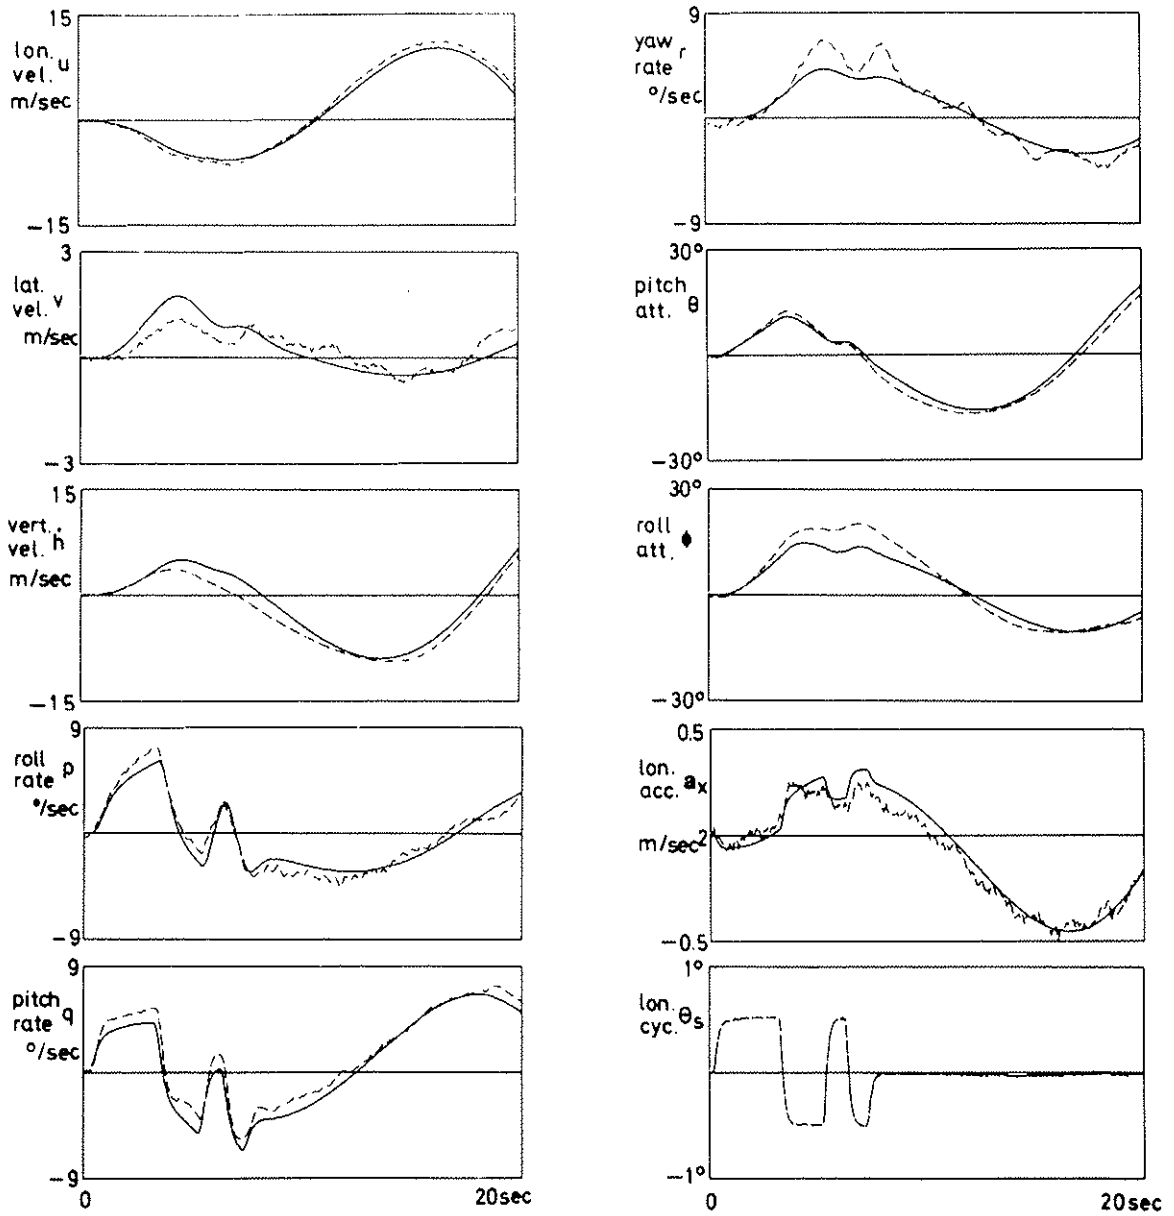 15
lon. u
vel.
m/sec
-15
3
lat. v
vel.
m/sec
-3
15
vert. ḣ
vel.
m/sec
-15
9
roll p
rate
°/sec
-9
9
pitch q
rate
°/sec
-9
0 20sec
9
yaw r
rate
°/sec
-9
30°
pitch θ
att.
-30°
30°
roll ϕ
att.
-30°
0.5
lon. aₓ
acc.
m/sec²
-0.5
1°
lon. θₛ
cyc.
-1°
0 20sec